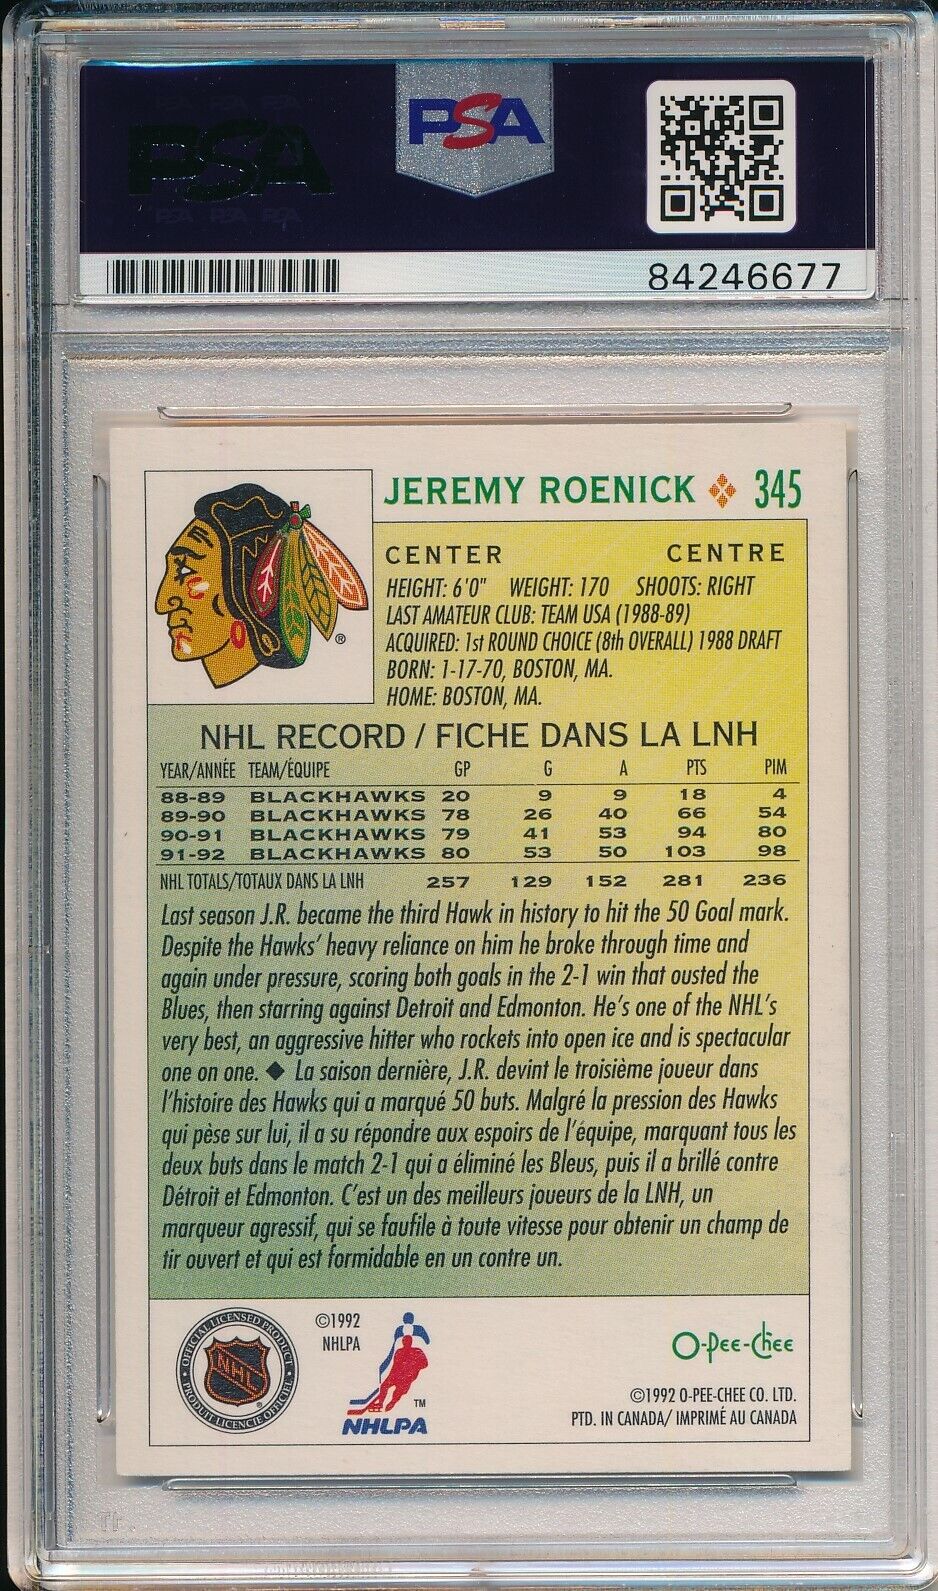 PSA
PSA
84246677
JEREMY ROENICK 345
CENTER CENTRE
HEIGHT: 6'0" WEIGHT: 170 SHOOTS: RIGHT
LAST AMATEUR CLUB: TEAM USA (1988-89)
ACQUIRED: 1st ROUND CHOICE (8th OVERALL) 1988 DRAFT
BORN: 1-17-70, BOSTON, MA.
HOME: BOSTON, MA.
®
NHL RECORD / FICHE DANS LA LNH
YEAR/ANNÉE TEAM/ÉQUIPE GP G A PTS PIM
88-89 BLACKHAWKS 20 9 9 18 4
89-90 BLACKHAWKS 78 26 40 66 54
90-91 BLACKHAWKS 79 41 53 94 80
91-92 BLACKHAWKS 80 53 50 103 98
NHL TOTALS/TOTAUX DANS LA LNH 257 129 152 281 236
Last season J.R. became the third Hawk in history to hit the 50 Goal mark.
Despite the Hawks' heavy reliance on him he broke through time and
again under pressure, scoring both goals in the 2-1 win that ousted the
Blues, then starring against Detroit and Edmonton. He's one of the NHL's
very best, an aggressive hitter who rockets into open ice and is spectacular
one on one. ◆ La saison dernière, J.R. devint le troisième joueur dans
l'histoire des Hawks qui a marqué 50 buts. Malgré la pression des Hawks
qui pèse sur lui, il a su répondre aux espoirs de l'équipe, marquant tous les
deux buts dans le match 2-1 qui a éliminé les Bleus, puis il a brillé contre
Détroit et Edmonton. C'est un des meilleurs joueurs de la LNH, un
marqueur agressif, qui se faufile à toute vitesse pour obtenir un champ de
tir ouvert et qui est formidable en un contre un.
OFFICIAL LICENSED PRODUCT
NHL
®
PRODUIT LICENCIE OFFICIEL
©1992
NHLPA
TM
NHLPA
O-Pee-Chee
©1992 O-PEE-CHEE CO. LTD.
PTD. IN CANADA/ IMPRIMÉ AU CANADA